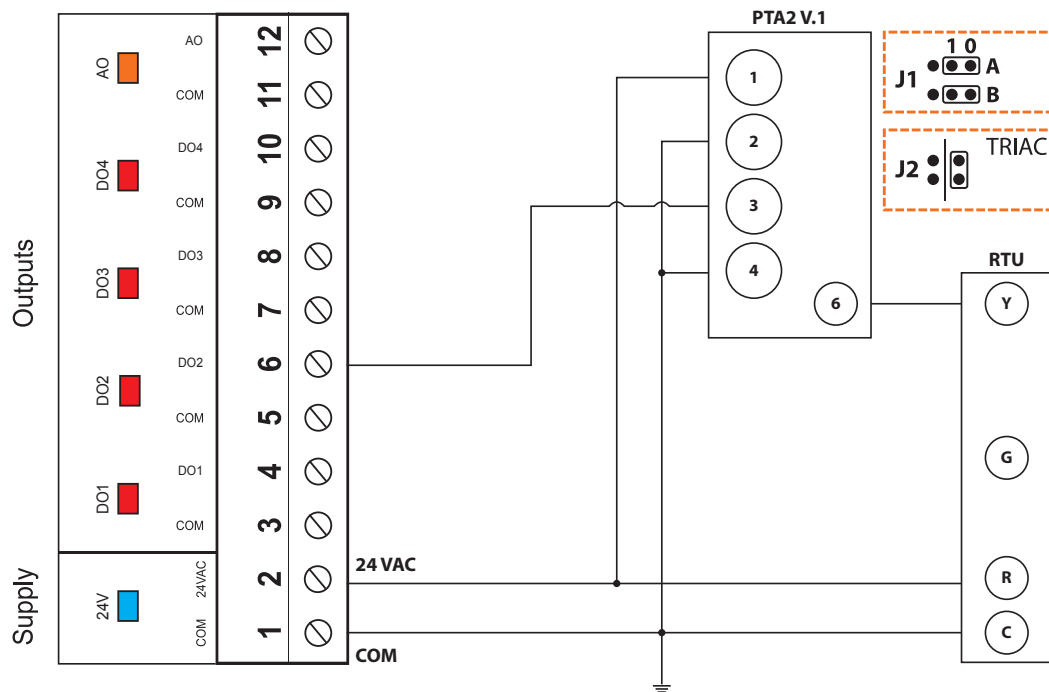 Outputs
Supply
AO
DO4
DO3
DO2
DO1
24V
AO
COM
DO4
COM
DO3
COM
DO2
COM
DO1
COM
24VAC
COM
12
11
10
9
8
7
6
5
4
3
2
1
24 VAC
COM
PTA2 V.1
1
2
3
4
6
1 0
J1
A
B
J2
TRIAC
RTU
Y
G
R
C